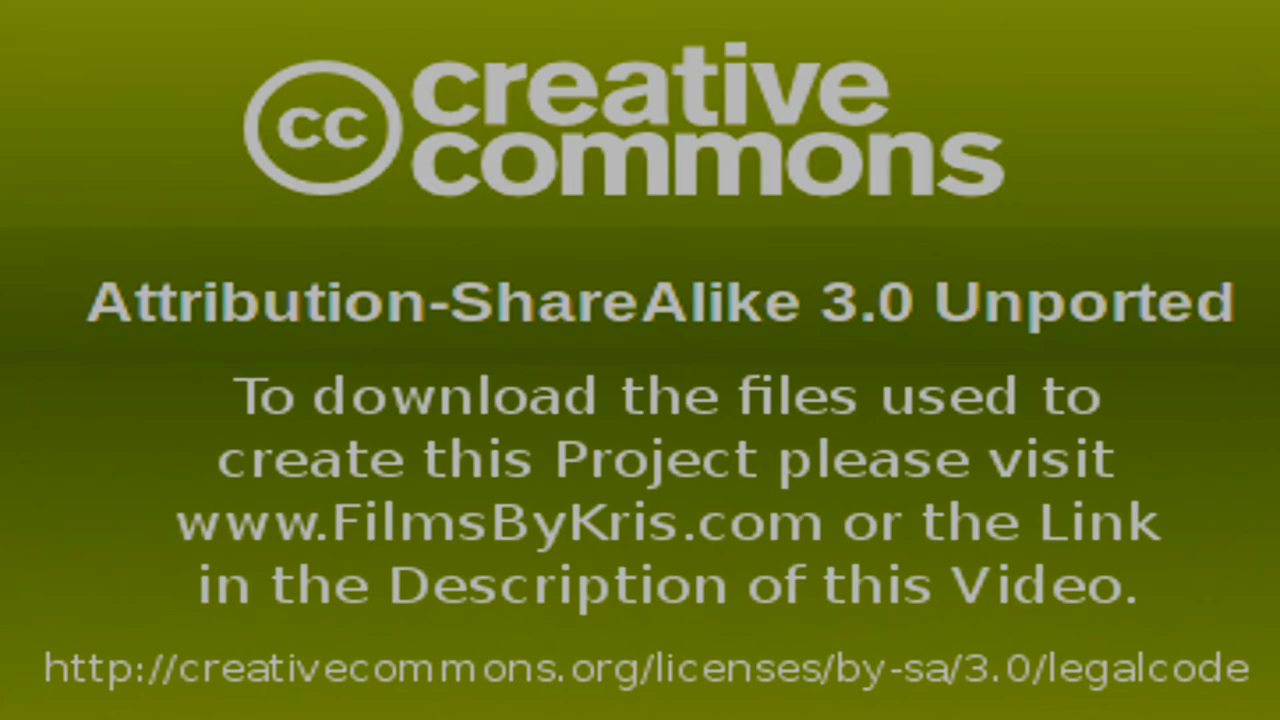 cc creative
commons
Attribution-ShareAlike 3.0 Unported
To download the files used to
create this Project please visit
www.FilmsByKris.com or the Link
in the Description of this Video.
http://creativecommons.org/licenses/by-sa/3.0/legalcode